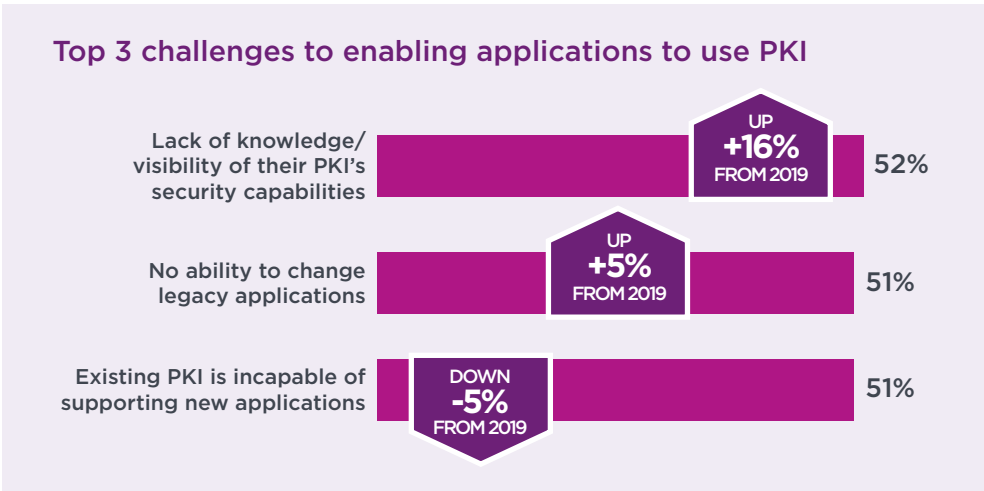 Top 3 challenges to enabling applications to use PKI
Lack of knowledge/
visibility of their PKI’s
security capabilities
UP
+16%
FROM 2019
52%
No ability to change
legacy applications
UP
+5%
FROM 2019
51%
Existing PKI is incapable of
supporting new applications
DOWN
-5%
FROM 2019
51%